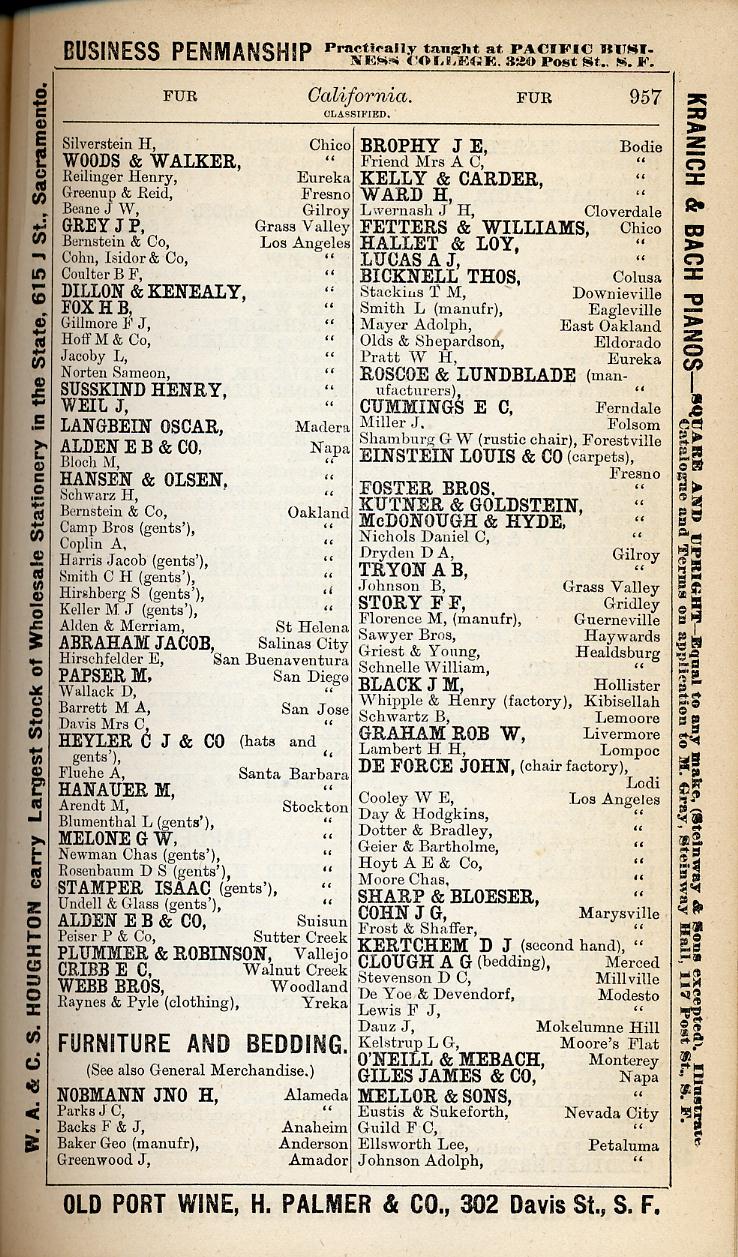 BUSINESS PENMANSHIP Practically taught at PACIFIC BUSI-
NESS COLLEGE. 320 Post St., S. F.
FUR California. FUR 957
CLASSIFIED.
Silverstein H, Chico
WOODS & WALKER, “
Reilinger Henry, Eureka
Greenup & Reid, Fresno
Beane J W, Gilroy
GREY J P, Grass Valley
Bernstein & Co, Los Angeles
Cohn, Isidor & Co, “
Coulter B F, “
DILLON & KENEALY, “
FOX H B, “
Gillmore F J, “
Hoff M & Co, “
Jacoby L, “
Norten Sameon, “
SUSSKIND HENRY, “
WEIL J, “
LANGBEIN OSCAR, Madera
ALDEN E B & CO, Napa
Bloch M, “
HANSEN & OLSEN, “
Schwarz H, “
Bernstein & Co, Oakland
Camp Bros (gents'), “
Coplin A, “
Harris Jacob (gents'), “
Smith C H (gents'), “
Hirshberg S (gents'), “
Keller M J (gents'), “
Alden & Merriam, St Helena
ABRAHAM JACOB, Salinas City
Hirschfelder E, San Buenaventura
PAPSER M, San Diego
Wallack D, “
Barrett M A, San Jose
Davis Mrs C, “
HEYLER C J & CO (hats and
gents'), “
Fluehe A, Santa Barbara
HANAUER M, “
Arendt M, Stockton
Blumenthal L (gents'), “
MELONE G W, “
Newman Chas (gents'), “
Rosenbaum D S (gents'), “
STAMPER ISAAC (gents'), “
Undell & Glass (gents'), “
ALDEN E B & CO, Suisun
Peiser P & Co, Sutter Creek
PLUMMER & ROBINSON, Vallejo
CRIBB E C, Walnut Creek
WEBB BROS, Woodland
Raynes & Pyle (clothing), Yreka
FURNITURE AND BEDDING.
(See also General Merchandise.)
NOBMANN JNO H, Alameda
Parks J C, “
Backs F & J, Anaheim
Baker Geo (manufr), Anderson
Greenwood J, Amador
BROPHY J E, Bodie
Friend Mrs A C, “
KELLY & CARDER, “
WARD H, “
Lwernash J H, Cloverdale
FETTERS & WILLIAMS, Chico
HALLET & LOY, “
LUCAS A J, “
BICKNELL THOS, Colusa
Stackius T M, Downieville
Smith L (manufr), Eagleville
Mayer Adolph, East Oakland
Olds & Shepardson, Eldorado
Pratt W H, Eureka
ROSCOE & LUNDBLADE (man-
ufacturers), “
CUMMINGS E C, Ferndale
Miller J, Folsom
Shamburg G W (rustic chair), Forestville
EINSTEIN LOUIS & CO (carpets),
Fresno
FOSTER BROS, “
KUTNER & GOLDSTEIN, “
McDONOUGH & HYDE, “
Nichols Daniel C, “
Dryden D A, Gilroy
TRYON A B, “
Johnson B, Grass Valley
STORY F F, Gridley
Florence M, (manufr), Guerneville
Sawyer Bros, Haywards
Griest & Young, Healdsburg
Schnelle William, “
BLACK J M, Hollister
Whipple & Henry (factory), Kibisellah
Schwartz B, Lemoore
GRAHAM ROB W, Livermore
Lambert H H, Lompoc
DE FORCE JOHN, (chair factory),
Lodi
Cooley W E, Los Angeles
Day & Hodgkins, “
Dotter & Bradley, “
Geier & Bartholme, “
Hoyt A E & Co, “
Moore Chas, “
SHARP & BLOESER, “
COHN J G, Marysville
Frost & Shaffer, “
KERTCHEM D J (second hand), “
CLOUGH A G (bedding), Merced
Stevenson D C, Millville
De Yoe & Devendorf, Modesto
Lewis F J, “
Dauz J, Mokelumne Hill
Kelstrup L G, Moore's Flat
O'NEILL & MEBACH, Monterey
GILES JAMES & CO, Napa
MELLOR & SONS, “
Eustis & Sukeforth, Nevada City
Guild F C, “
Ellsworth Lee, Petaluma
Johnson Adolph, “
W. A. & C. S. HOUGHTON carry Largest Stock of Wholesale Stationery in the State, 615 J St., Sacramento.
KRANICH & BACH PIANOS—SQUARE AND UPRIGHT—Equal to any make, (Steinway & Sons excepted). Illustrate
Catalogue and Terms on application to M. Gray, Steinway Hall, 117 Post St., S. F.
OLD PORT WINE, H. PALMER & CO., 302 Davis St., S. F.